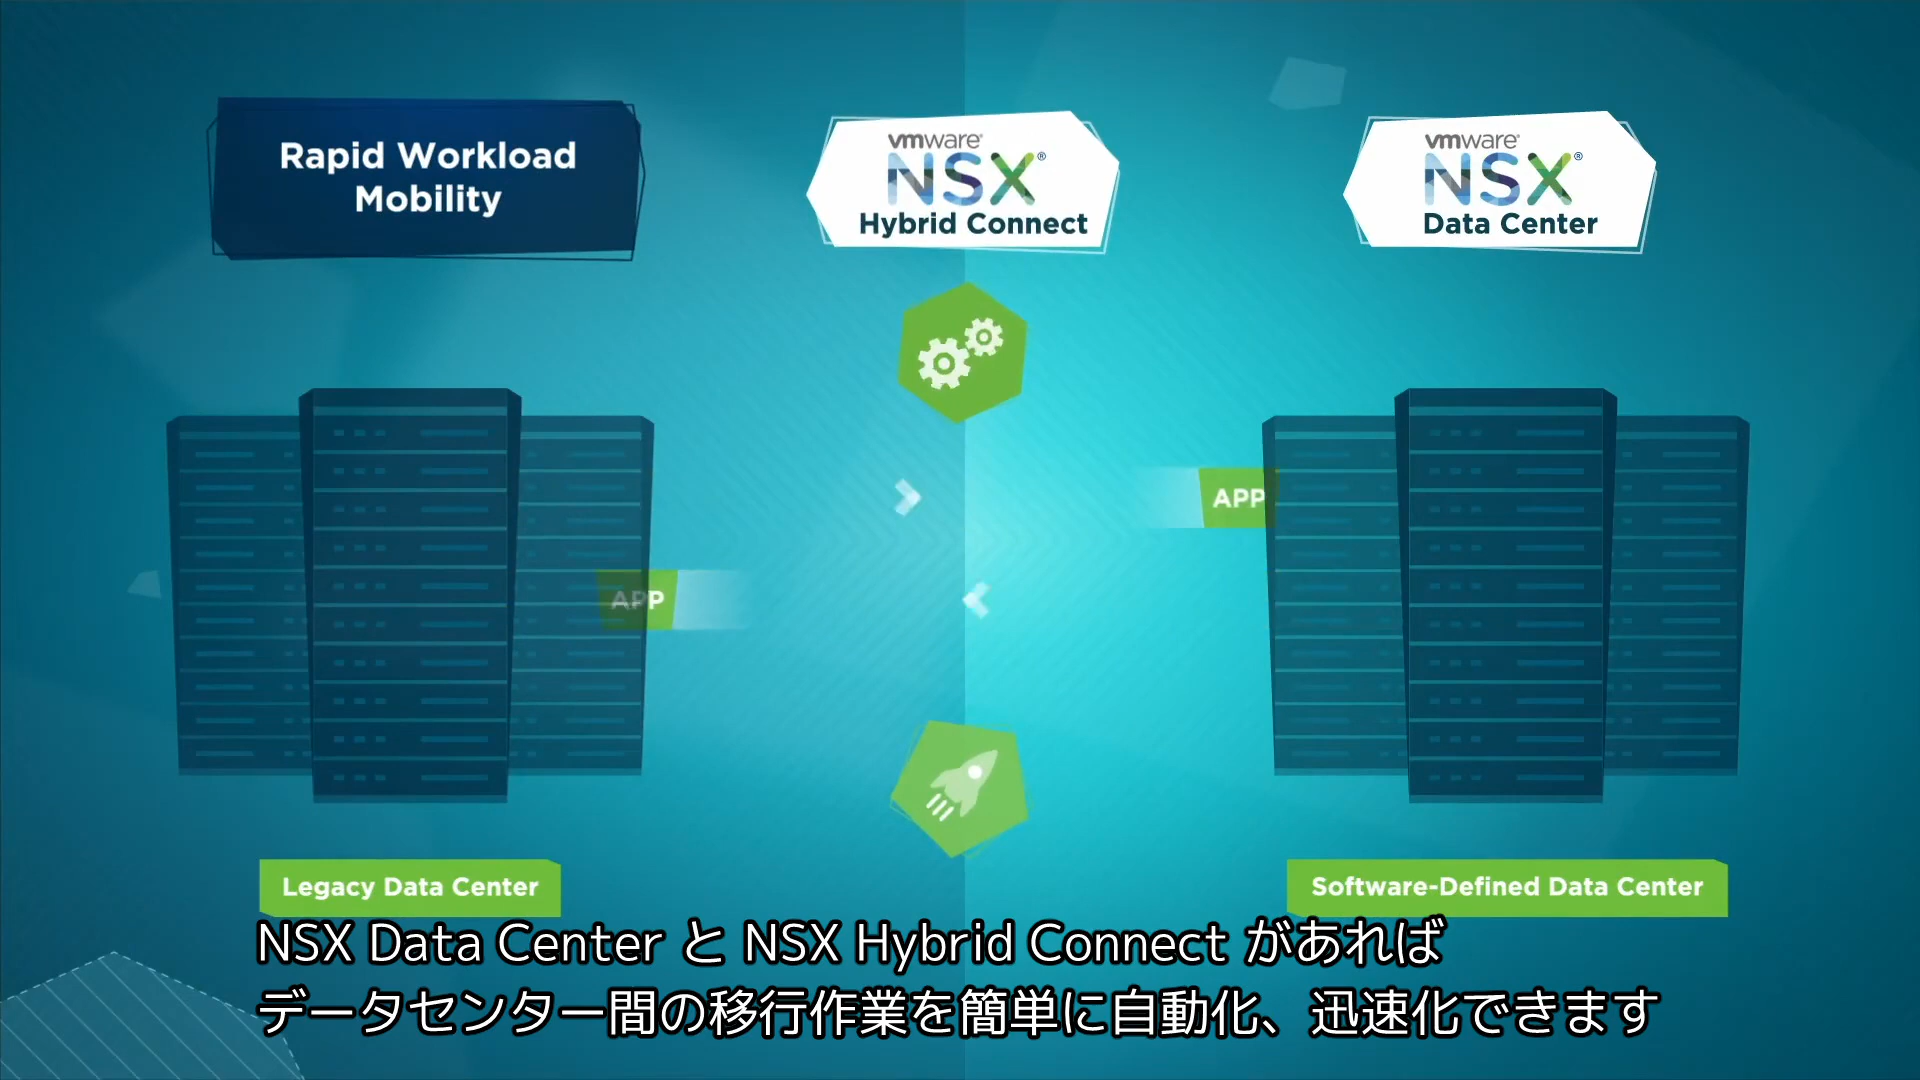 Rapid Workload
Mobility
vmware®
NSX®
Hybrid Connect
vmware®
NSX®
Data Center
APP
APP
Legacy Data Center
Software-Defined Data Center
NSX Data Center と NSX Hybrid Connect があれば
データセンター間の移行作業を簡単に自動化、迅速化できます